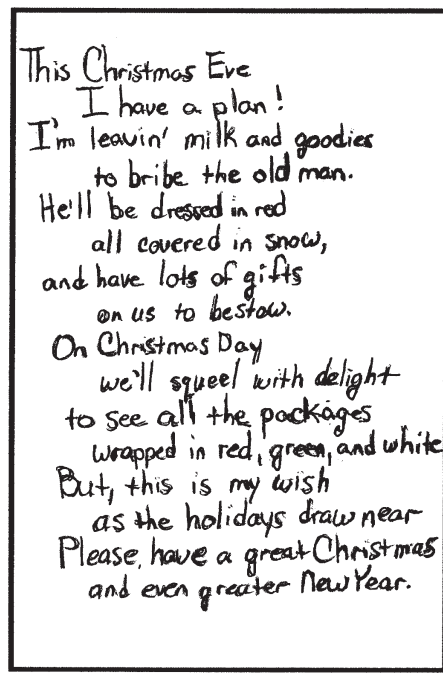 This Christmas Eve
I have a plan!
I'm leavin' milk and goodies
to bribe the old man.
He'll be dressed in red
all covered in snow,
and have lots of gifts
on us to bestow.
On Christmas Day
we'll squeel with delight
to see all the packages
wrapped in red, green, and white
But, this is my wish
as the holidays draw near
Please, have a great Christmas
and even greater New Year.